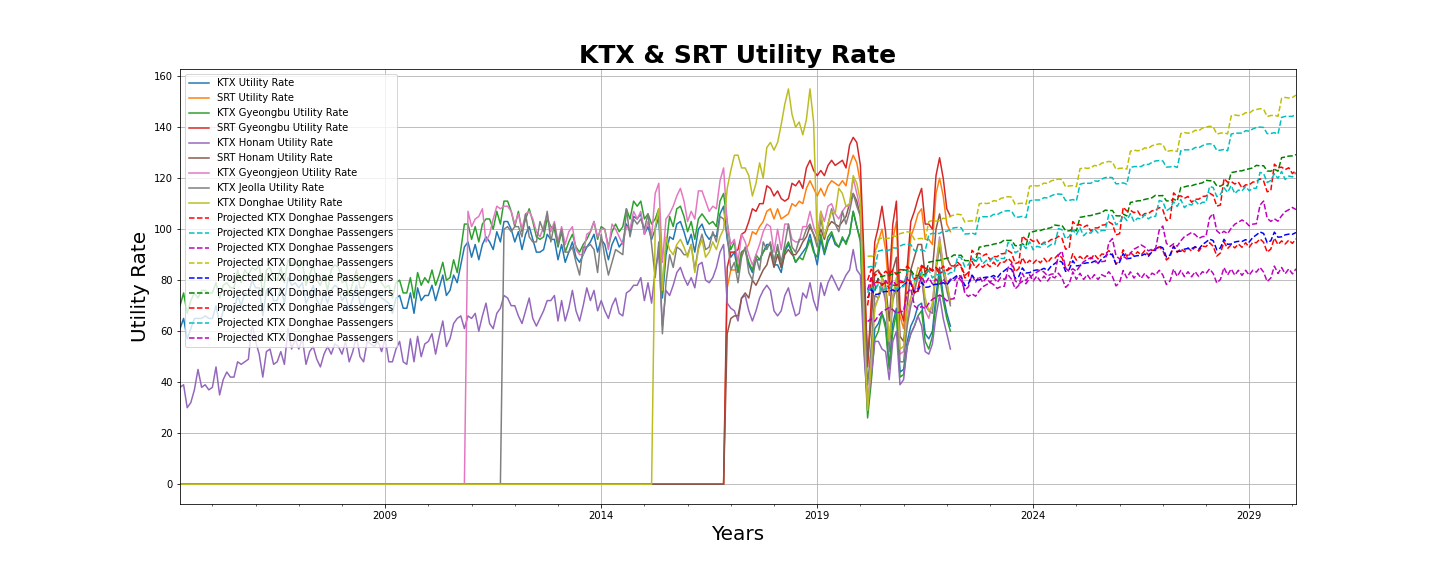 KTX & SRT Utility Rate
160
140
120
100
80
60
40
20
0
Utility Rate
KTX Utility Rate
SRT Utility Rate
KTX Gyeongbu Utility Rate
SRT Gyeongbu Utility Rate
KTX Honam Utility Rate
SRT Honam Utility Rate
KTX Gyeongjeon Utility Rate
KTX Jeolla Utility Rate
KTX Donghae Utility Rate
Projected KTX Donghae Passengers
Projected KTX Donghae Passengers
Projected KTX Donghae Passengers
Projected KTX Donghae Passengers
Projected KTX Donghae Passengers
Projected KTX Donghae Passengers
Projected KTX Donghae Passengers
Projected KTX Donghae Passengers
Projected KTX Donghae Passengers
2009 2014 2019 2024 2029
Years